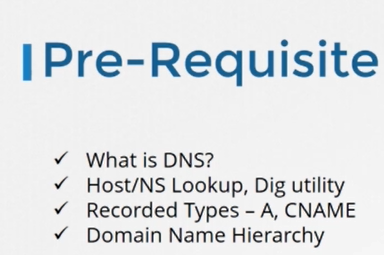 Pre-Requisite
✓ What is DNS?
✓ Host/NS Lookup, Dig utility
✓ Recorded Types – A, CNAME
✓ Domain Name Hierarchy